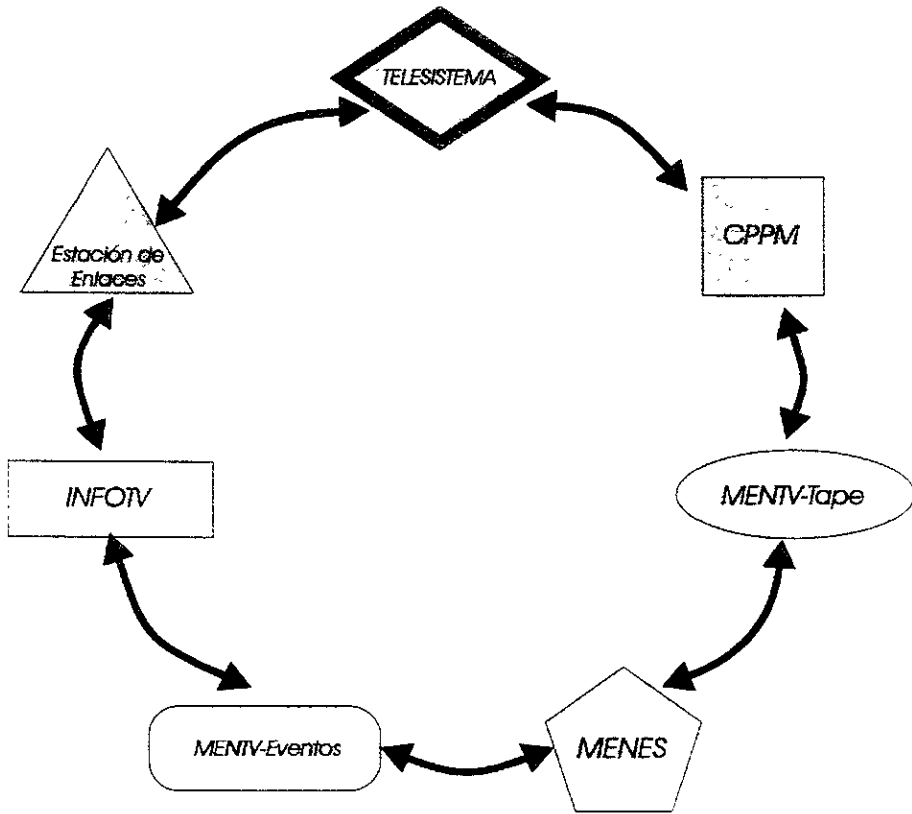 TELESISTEMA
CPPM
Estación de
Enlaces
INFOTV
MENTV-Tape
MENTV-Eventos
MENES